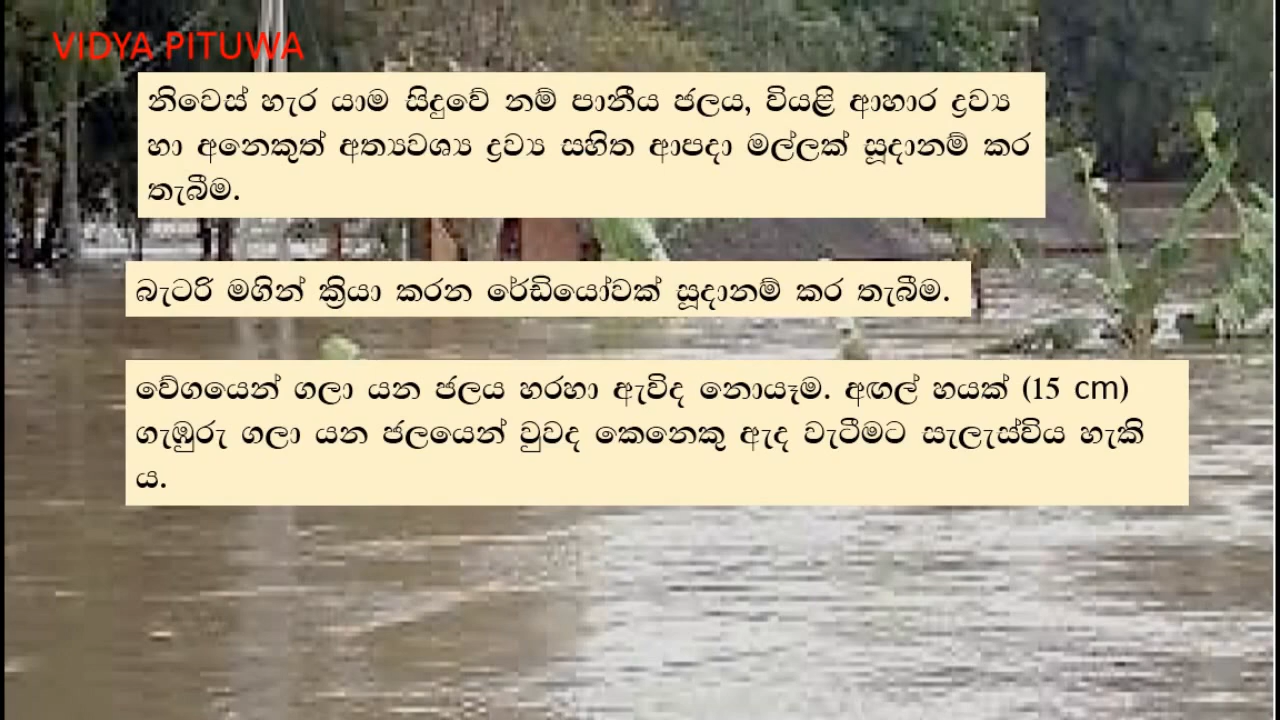 VIDYA PITUWA
නිවෙස් හැර යාම සිදුවේ නම් පානීය ජලය, වියළි ආහාර ද්‍රව්‍ය
හා අනෙකුත් අත්‍යවශ්‍ය ද්‍රව්‍ය සහිත ආපදා මල්ලක් සූදානම් කර
තැබීම.
බැටරි මගින් ක්‍රියා කරන රේඩියෝවක් සූදානම් කර තැබීම.
වේගයෙන් ගලා යන ජලය හරහා ඇවිද නොයෑම. අඟල් හයක් (15 cm)
ගැඹුරු ගලා යන ජලයෙන් වුවද කෙනෙකු ඇද වැටීමට සැලැස්විය හැකි
ය.